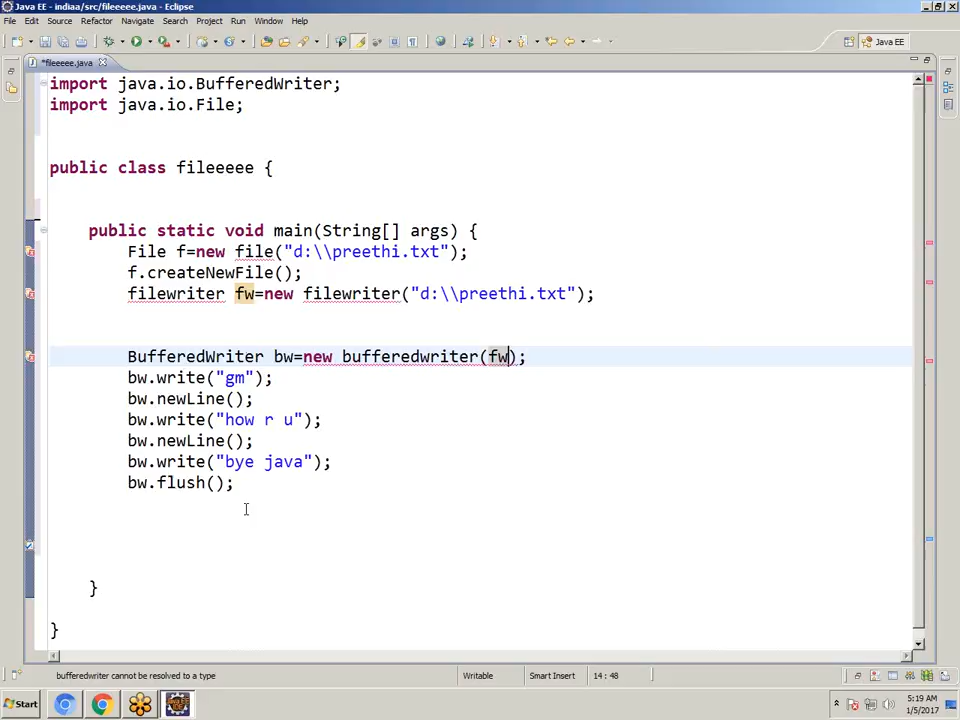 Java EE - indiaa/src/fileeeee.java - Eclipse
File Edit Source Refactor Navigate Search Project Run Window Help
Java EE
*fileeeee.java
import java.io.BufferedWriter;
import java.io.File;
public class fileeeee {
public static void main(String[] args) {
File f=new file("d:\\preethi.txt");
f.createNewFile();
filewriter fw=new filewriter("d:\\preethi.txt");
BufferedWriter bw=new bufferedwriter(fw);
bw.write("gm");
bw.newLine();
bw.write("how r u");
bw.newLine();
bw.write("bye java");
bw.flush();
}
}
bufferedwriter cannot be resolved to a type Writable Smart Insert 14 : 48
Start
5:19 AM
1/5/2017